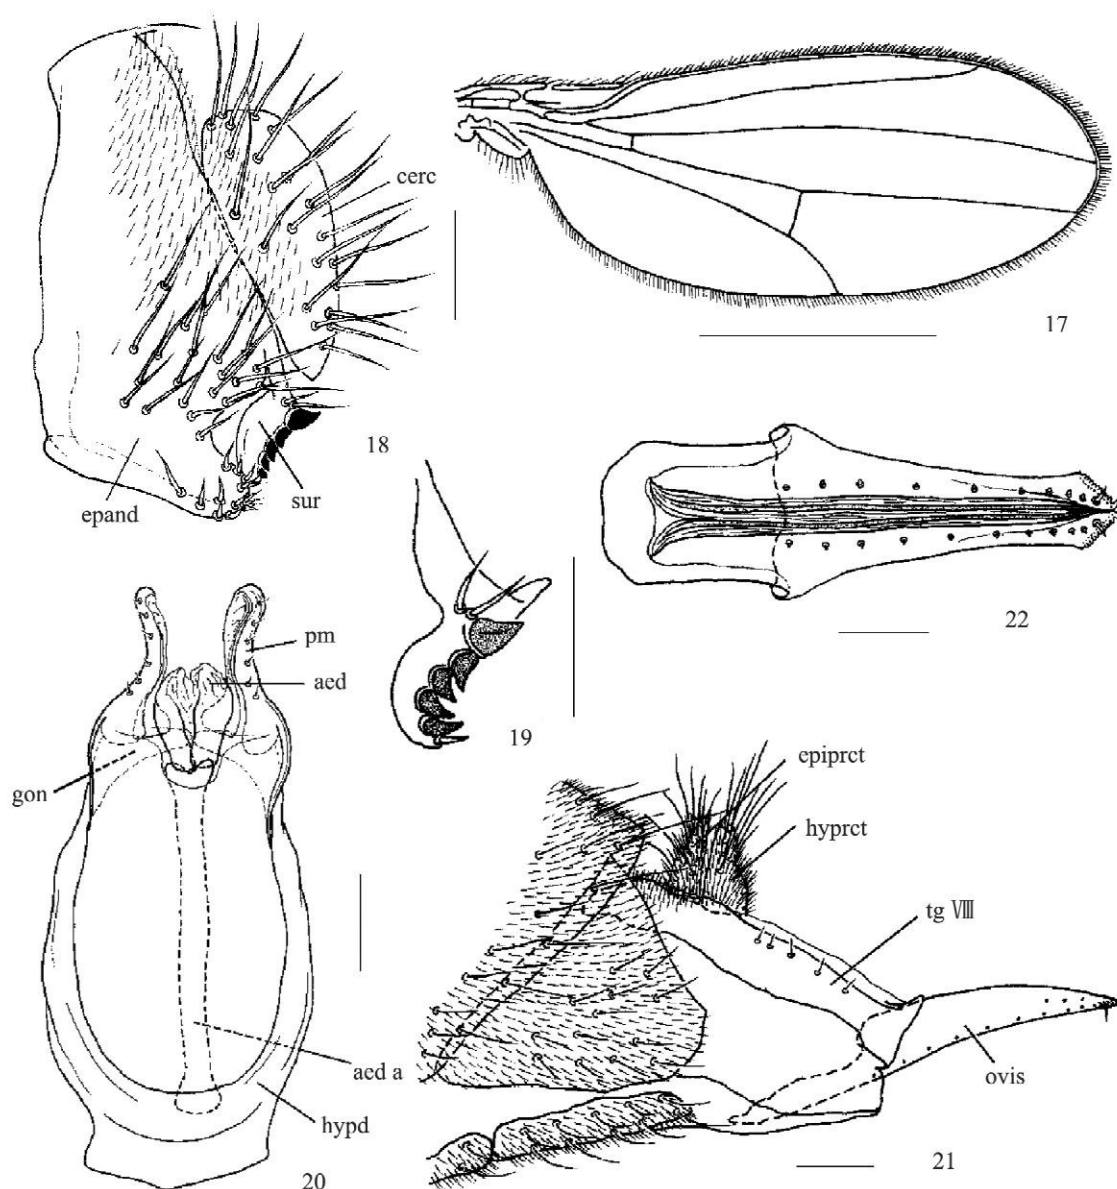 cerc
17
18
sur
epand
22
pm
aed
19
gon
epiprct
hyprct
tg Ⅷ
ovis
aed a
hypd
20
21